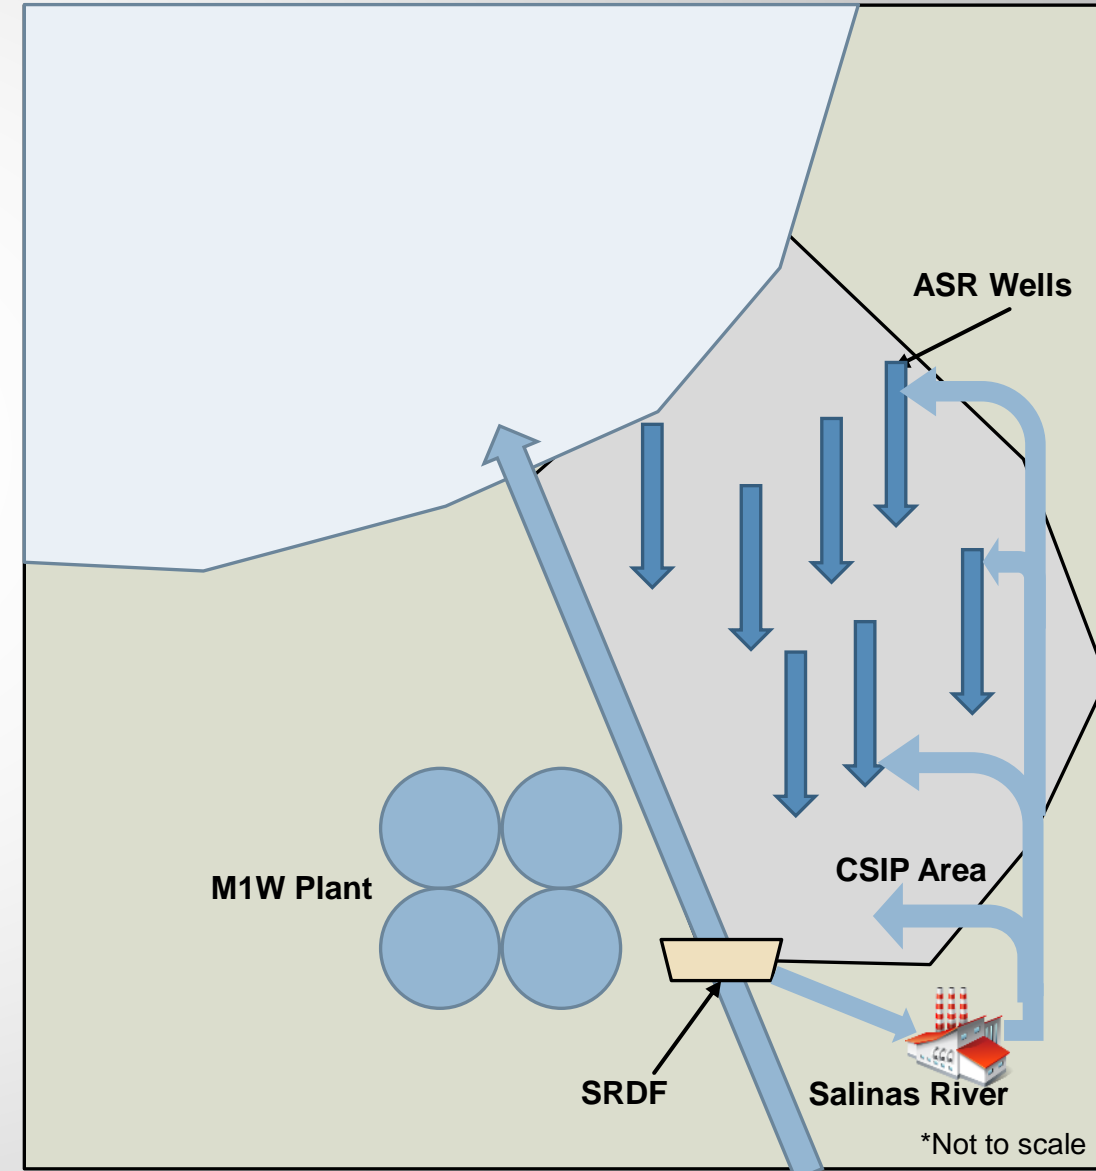 ASR Wells
CSIP Area
M1W Plant
SRDF
Salinas River
*Not to scale